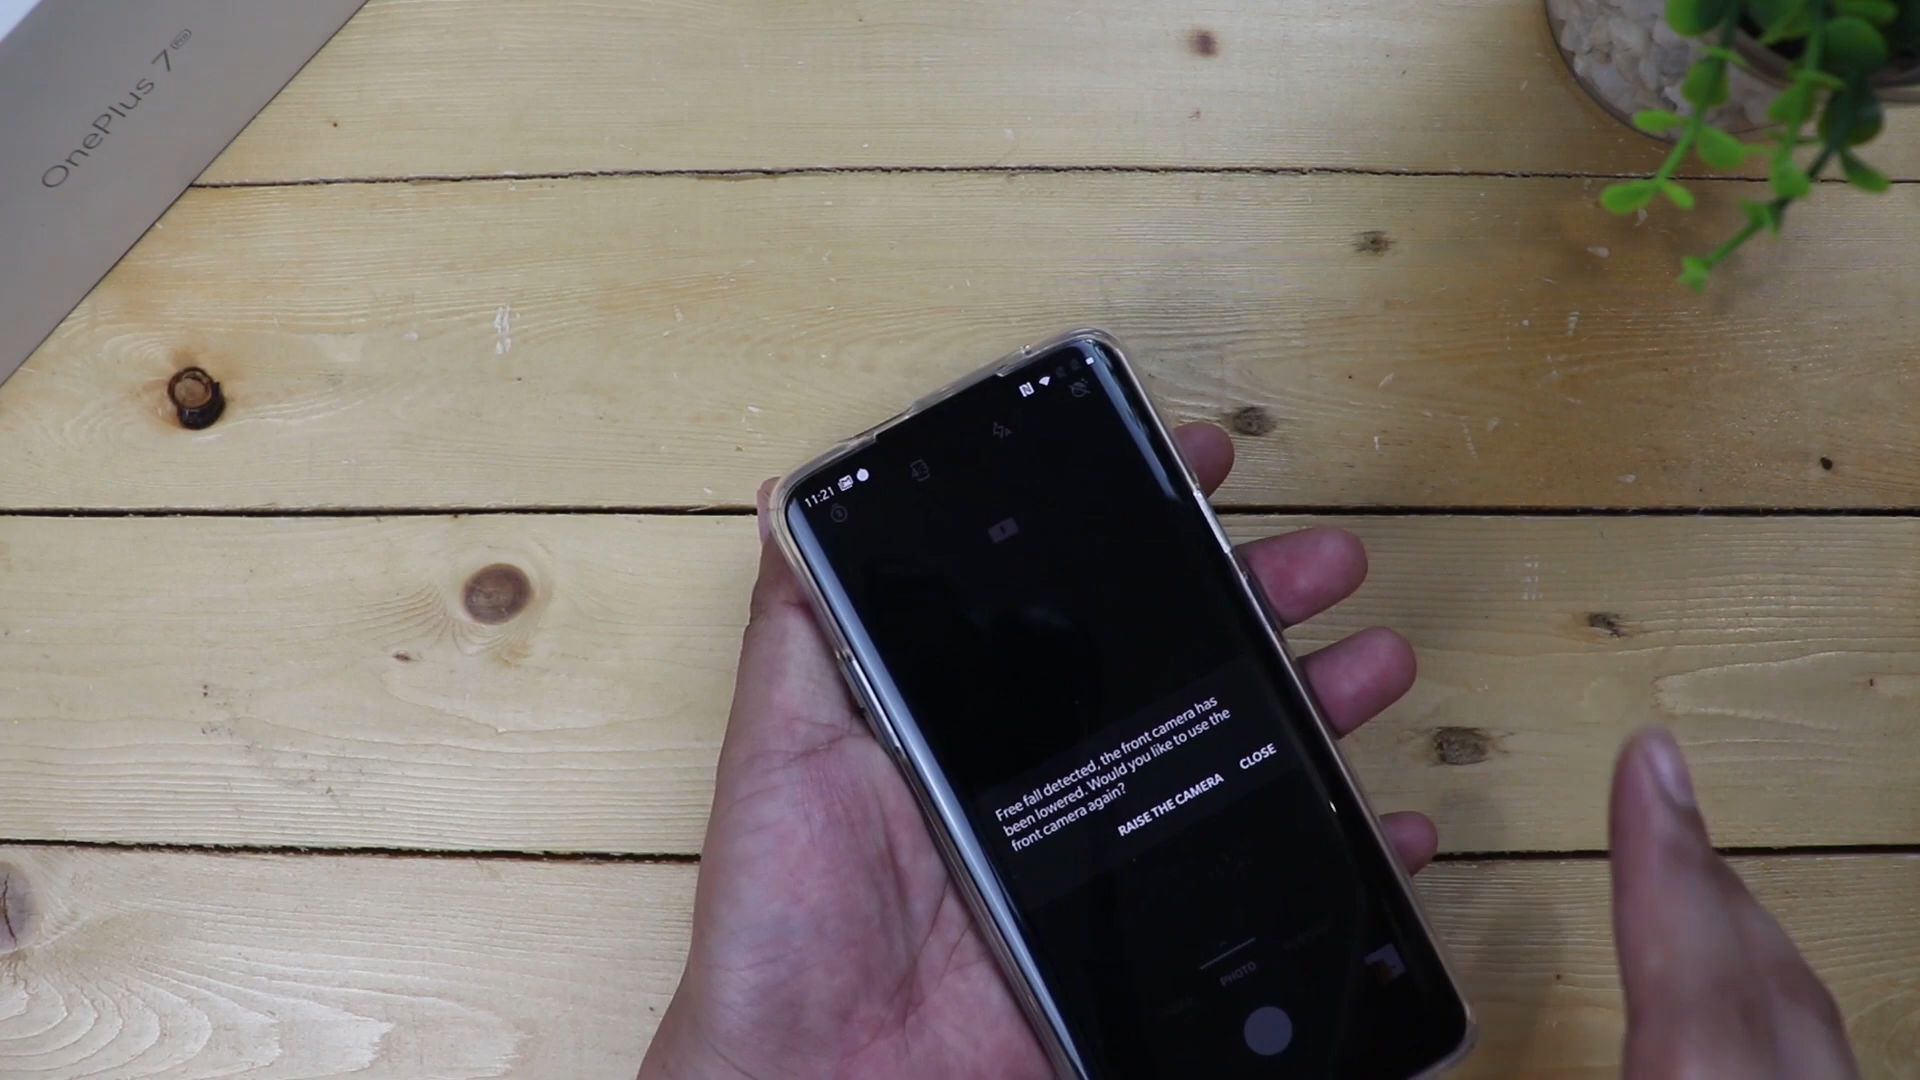 OnePlus 7 PRO
11:21
Free fall detected, the front camera has
been lowered. Would you like to use the
front camera again?
RAISE THE CAMERA CLOSE
PHOTO